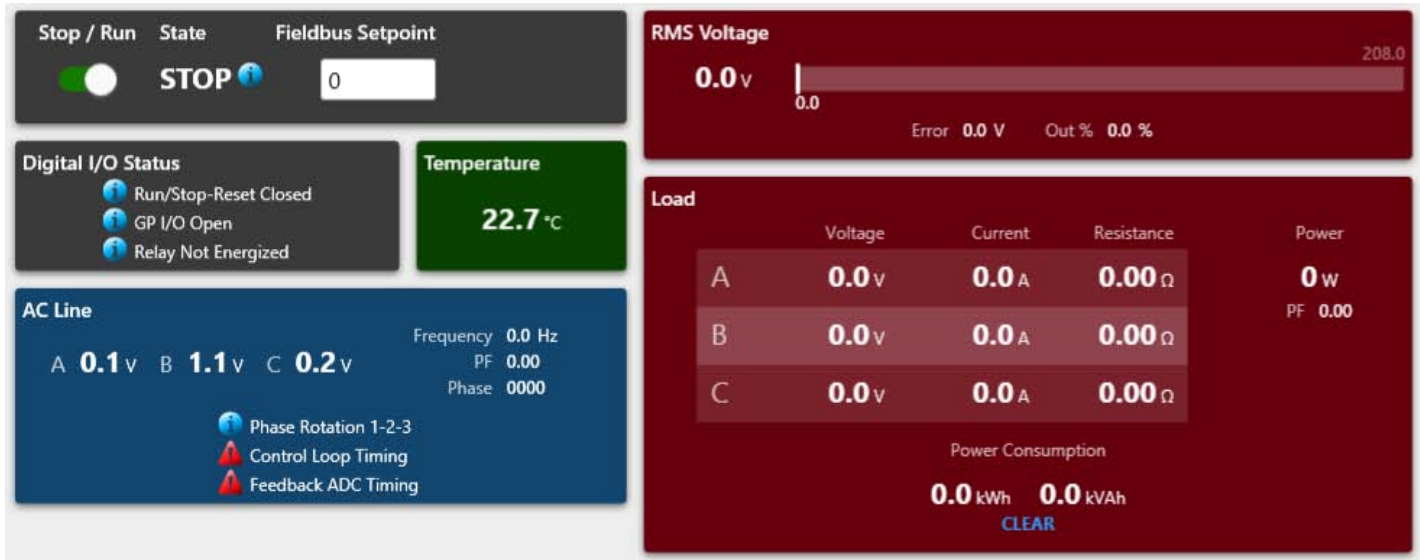 Stop / Run State Fieldbus Setpoint
STOP 0
Digital I/O Status
Run/Stop-Reset Closed
GP I/O Open
Relay Not Energized
Temperature
22.7 °C
AC Line
A 0.1 V B 1.1 V C 0.2 V
Frequency 0.0 Hz
PF 0.00
Phase 0000
Phase Rotation 1-2-3
Control Loop Timing
Feedback ADC Timing
RMS Voltage
208.0
0.0 V
0.0
Error 0.0 V Out % 0.0 %
Load
Voltage Current Resistance Power
A 0.0 V 0.0 A 0.00 Ω 0 W
PF 0.00
B 0.0 V 0.0 A 0.00 Ω
C 0.0 V 0.0 A 0.00 Ω
Power Consumption
0.0 kWh 0.0 kVAh
CLEAR